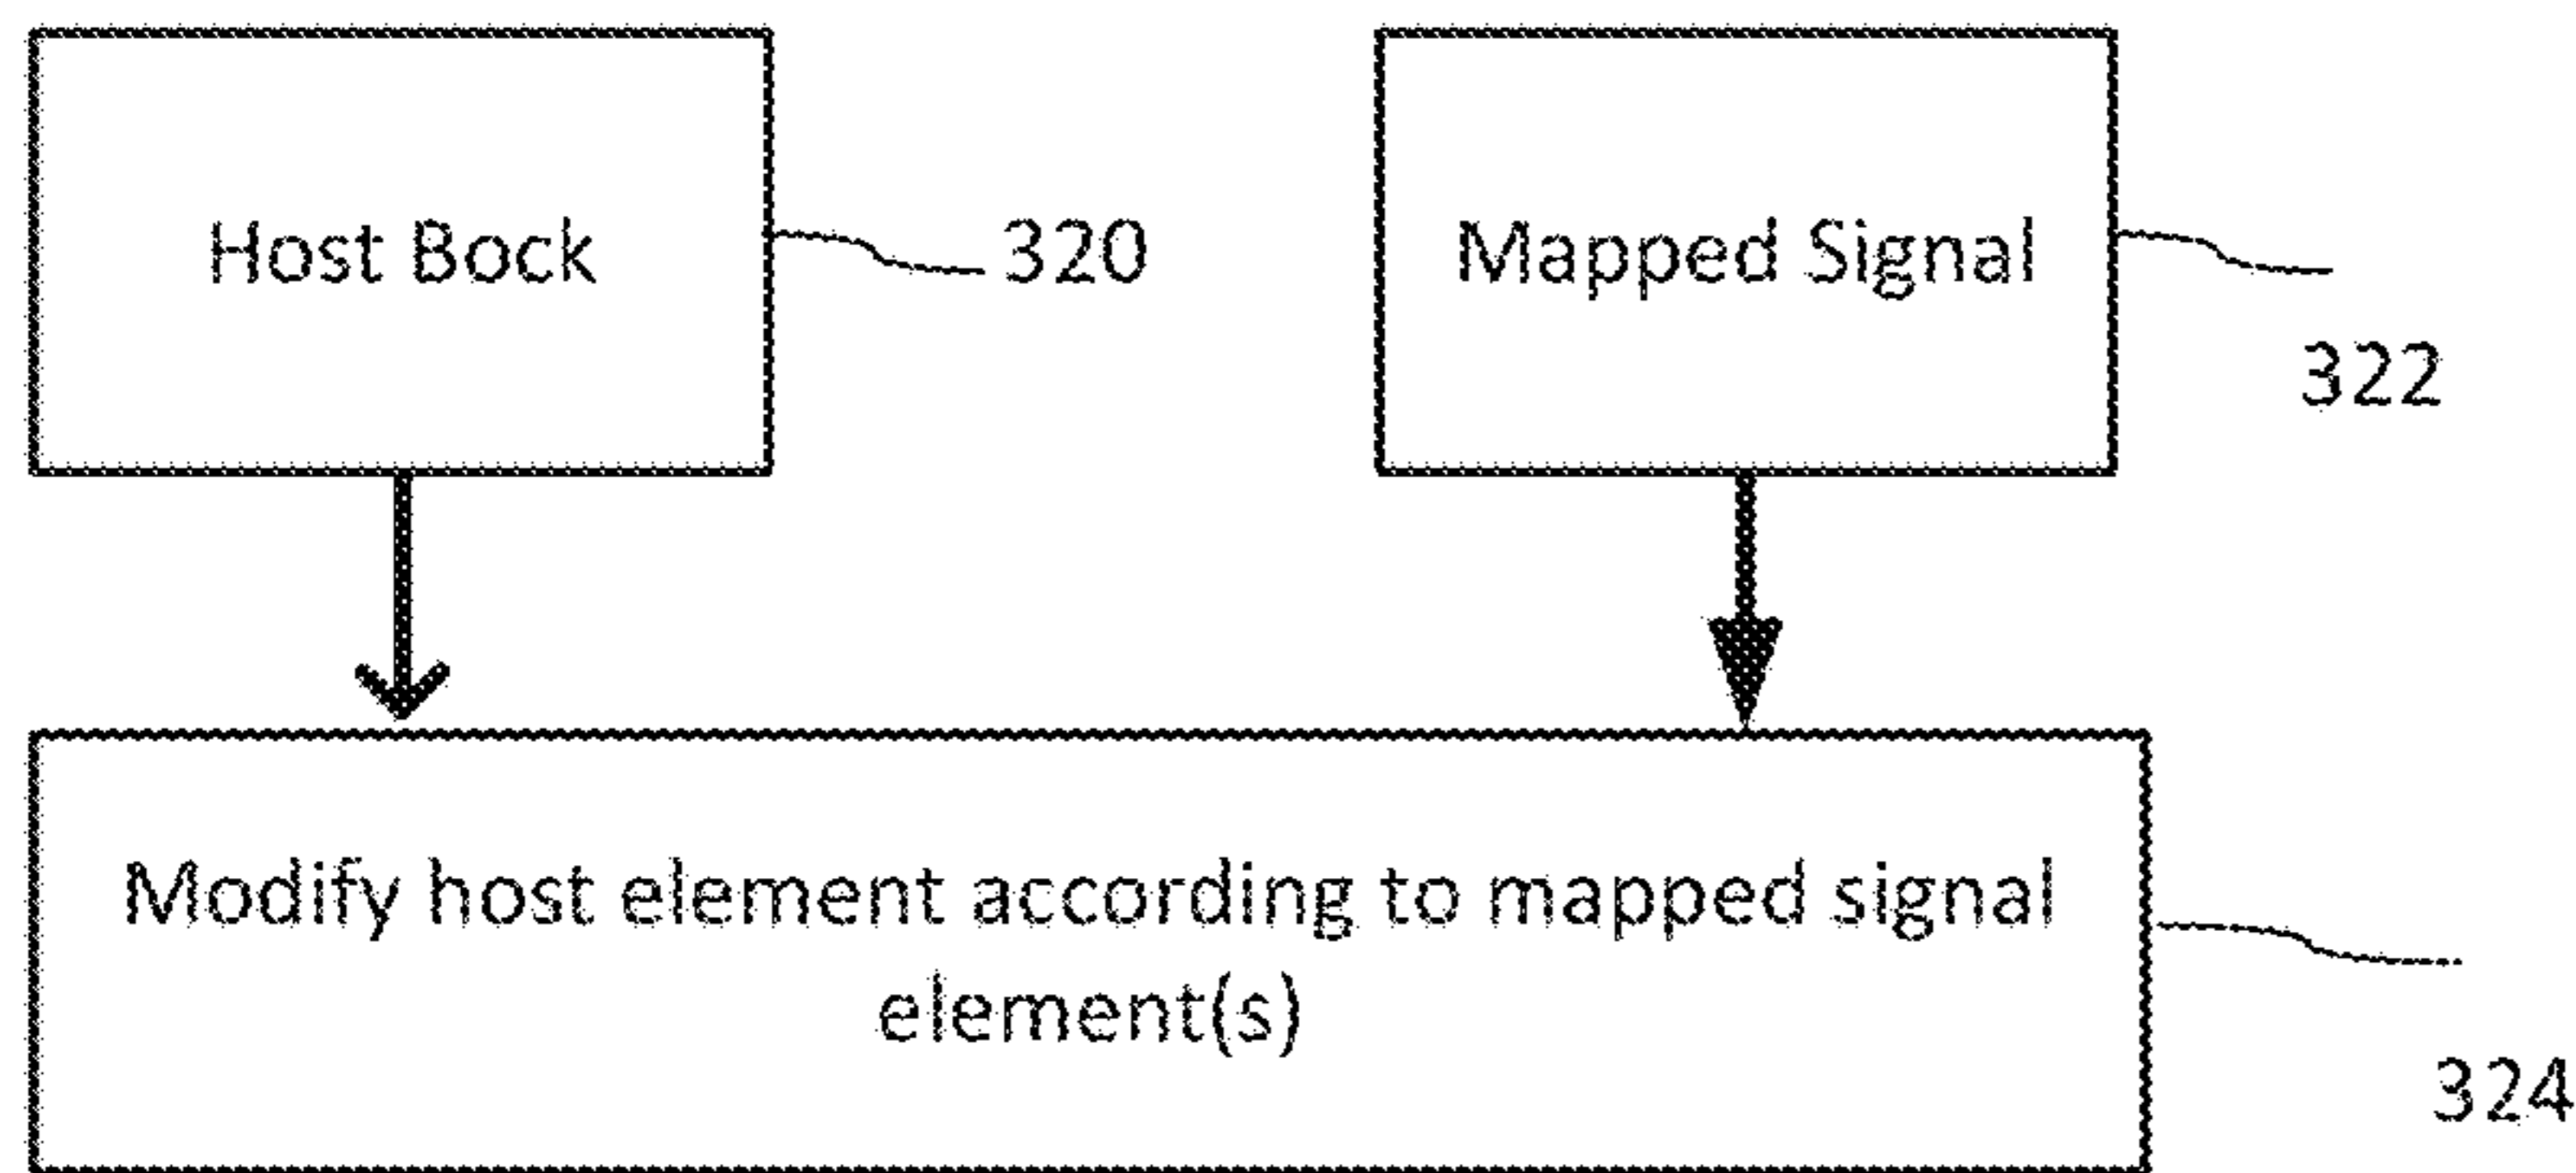 Host Bock
320
Mapped Signal
322
Modify host element according to mapped signal
element(s)
324